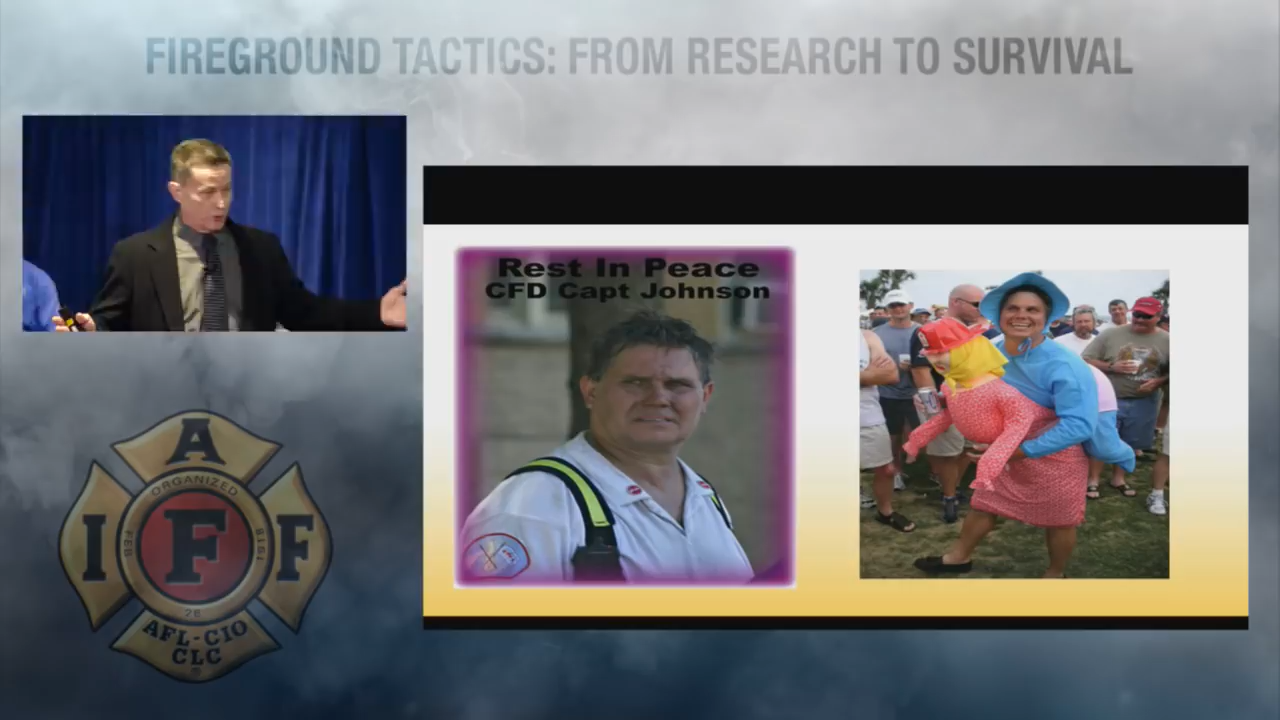 FIREGROUND TACTICS: FROM RESEARCH TO SURVIVAL
Rest In Peace
CFD Capt Johnson
A
ORGANIZED
I
F
F
FEB
1918
28
AFL-CIO
CLC